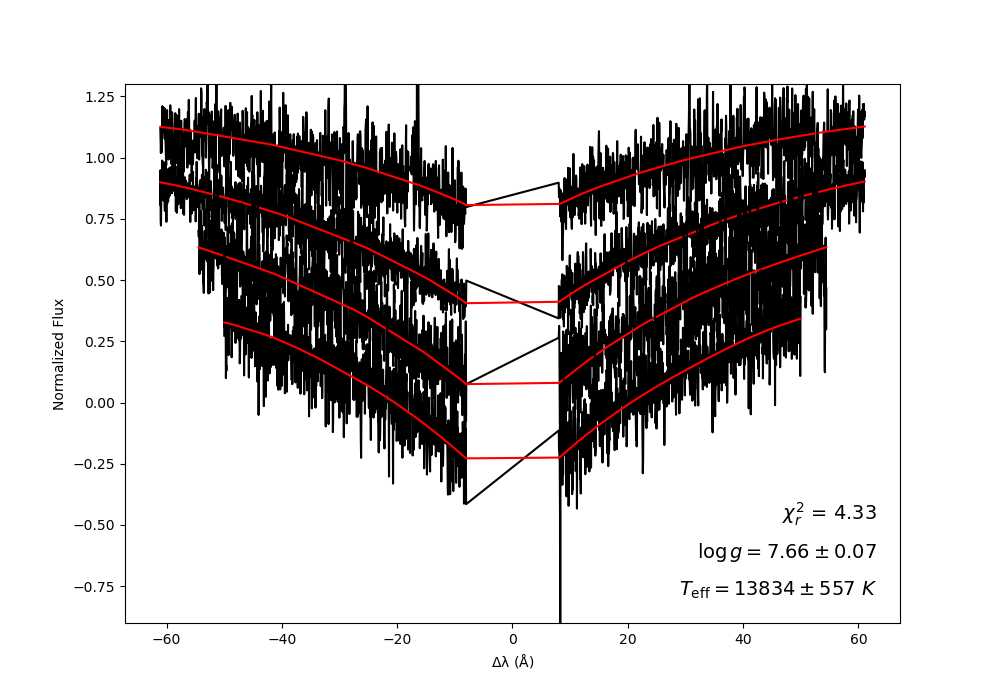 1.25
1.00
0.75
0.50
0.25
0.00
−0.25
−0.50
−0.75
Normalized Flux
χ²ᵣ = 4.33
log g = 7.66 ± 0.07
T_eff = 13834 ± 557 K
−60 −40 −20 0 20 40 60
Δλ (Å)